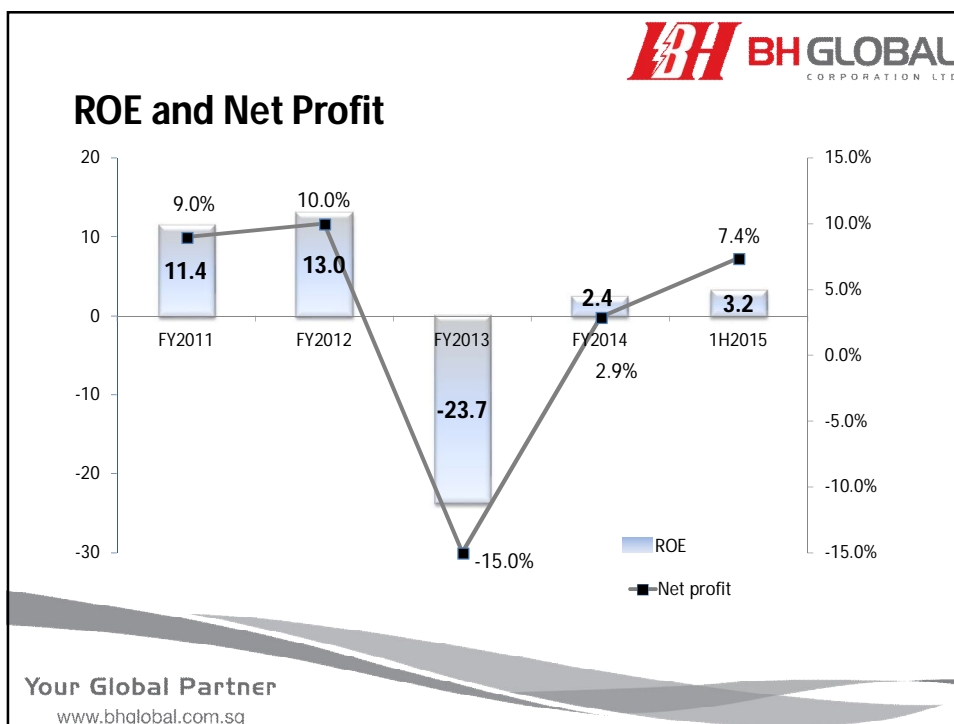 BH BH GLOBAL
CORPORATION LTD
ROE and Net Profit
20
10
0
-10
-20
-30
15.0%
10.0%
5.0%
0.0%
-5.0%
-10.0%
-15.0%
9.0%
10.0%
-15.0%
2.9%
7.4%
11.4
13.0
-23.7
2.4
3.2
FY2011
FY2012
FY2013
FY2014
1H2015
ROE
Net profit
Your Global Partner
www.bhglobal.com.sg